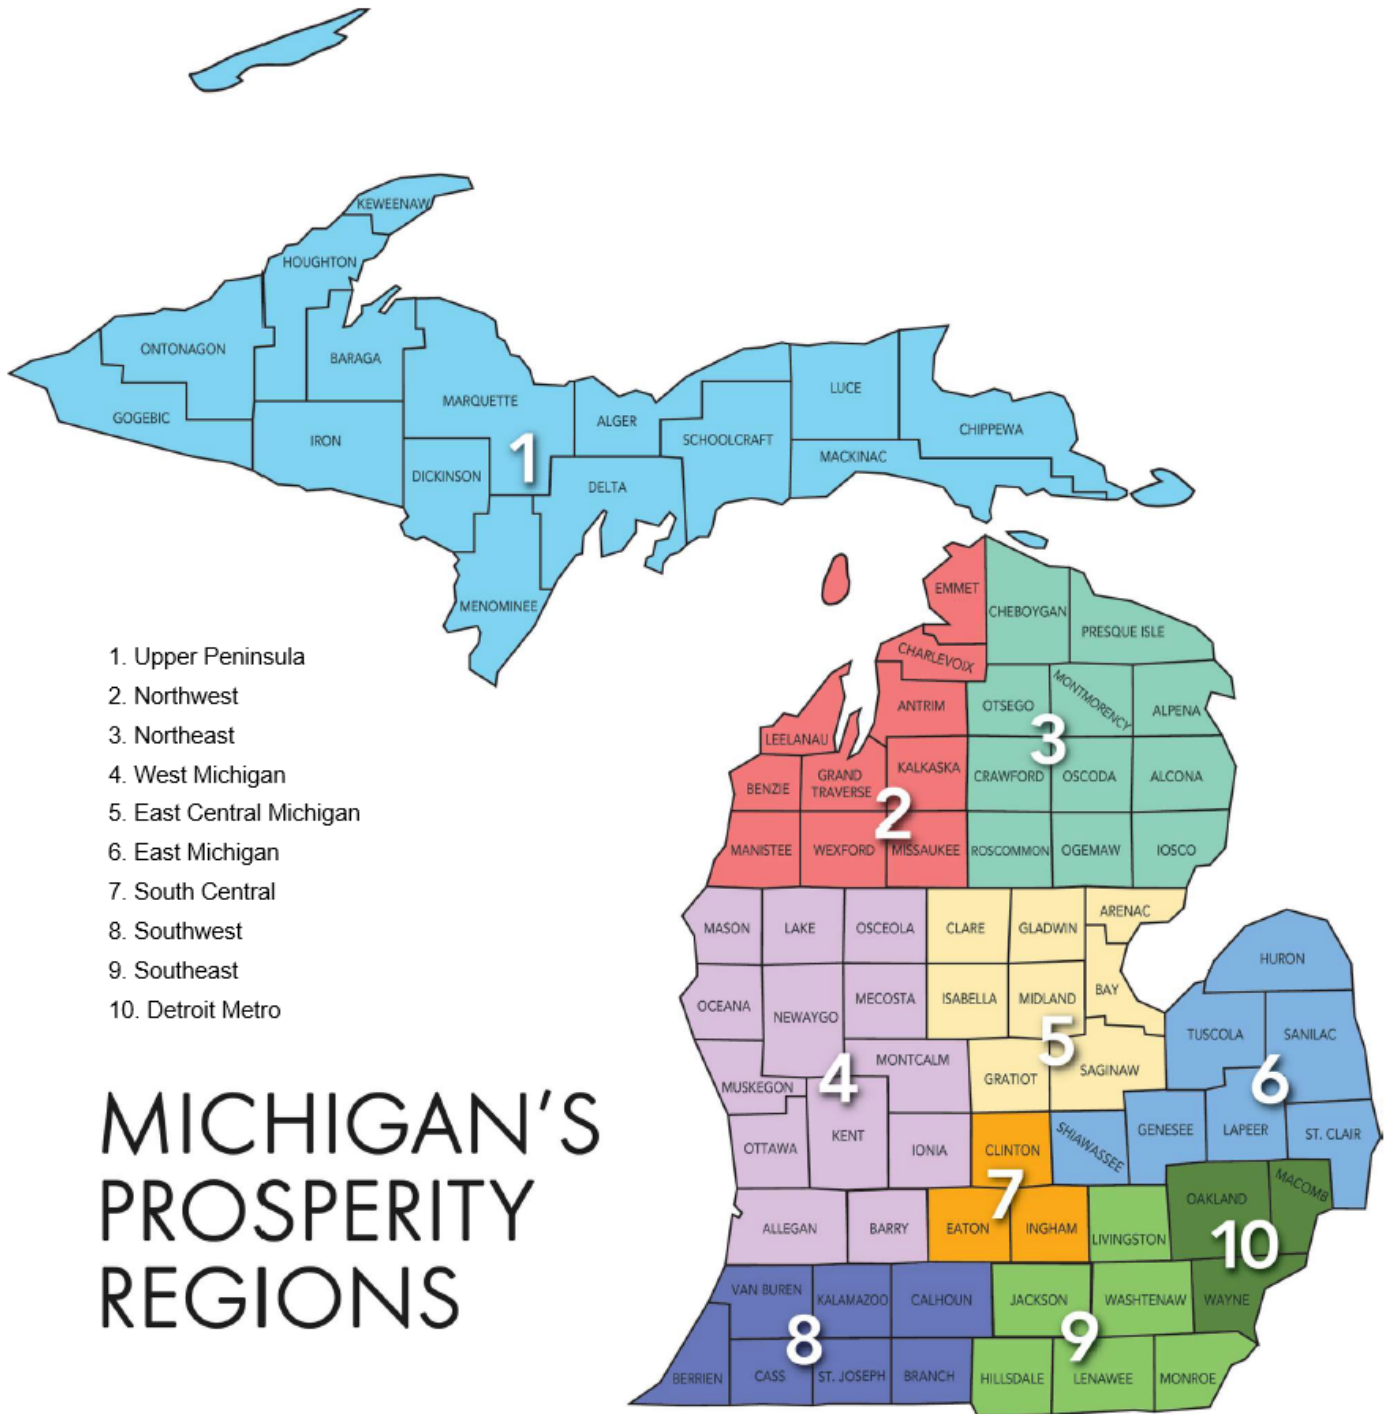 KEWEENAW
HOUGHTON
ONTONAGON
BARAGA
GOGEBIC
IRON
MARQUETTE
DICKINSON
1
ALGER
DELTA
SCHOOLCRAFT
LUCE
MACKINAC
CHIPPEWA
MENOMINEE
1. Upper Peninsula
2. Northwest
3. Northeast
4. West Michigan
5. East Central Michigan
6. East Michigan
7. South Central
8. Southwest
9. Southeast
10. Detroit Metro
MICHIGAN'S
PROSPERITY
REGIONS
EMMET
CHARLEVOIX
ANTRIM
LEELANAU
KALKASKA
BENZIE
GRAND
TRAVERSE
2
MANISTEE
WEXFORD
MISSAUKEE
CHEBOYGAN
PRESQUE ISLE
OTSEGO
MONTMORENCY
ALPENA
3
CRAWFORD
OSCODA
ALCONA
ROSCOMMON
OGEMAW
IOSCO
MASON
LAKE
OSCEOLA
OCEANA
NEWAYGO
MECOSTA
MONTCALM
MUSKEGON
4
KENT
OTTAWA
IONIA
ALLEGAN
BARRY
CLARE
GLADWIN
ARENAC
ISABELLA
MIDLAND
BAY
5
GRATIOT
SAGINAW
HURON
TUSCOLA
SANILAC
6
SHIAWASSEE
GENESEE
LAPEER
ST. CLAIR
CLINTON
7
EATON
INGHAM
LIVINGSTON
OAKLAND
MACOMB
10
WAYNE
VAN BUREN
KALAMAZOO
CALHOUN
8
BERRIEN
CASS
ST. JOSEPH
BRANCH
JACKSON
WASHTENAW
9
HILLSDALE
LENAWEE
MONROE